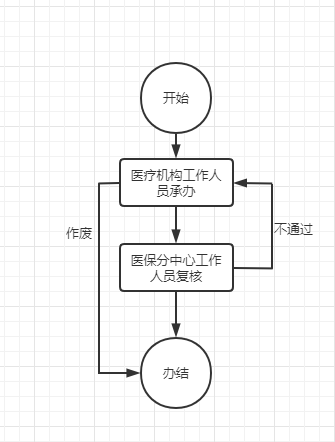 开始
医疗机构工作人
员承办
作废
不通过
医保分中心工作
人员复核
办结